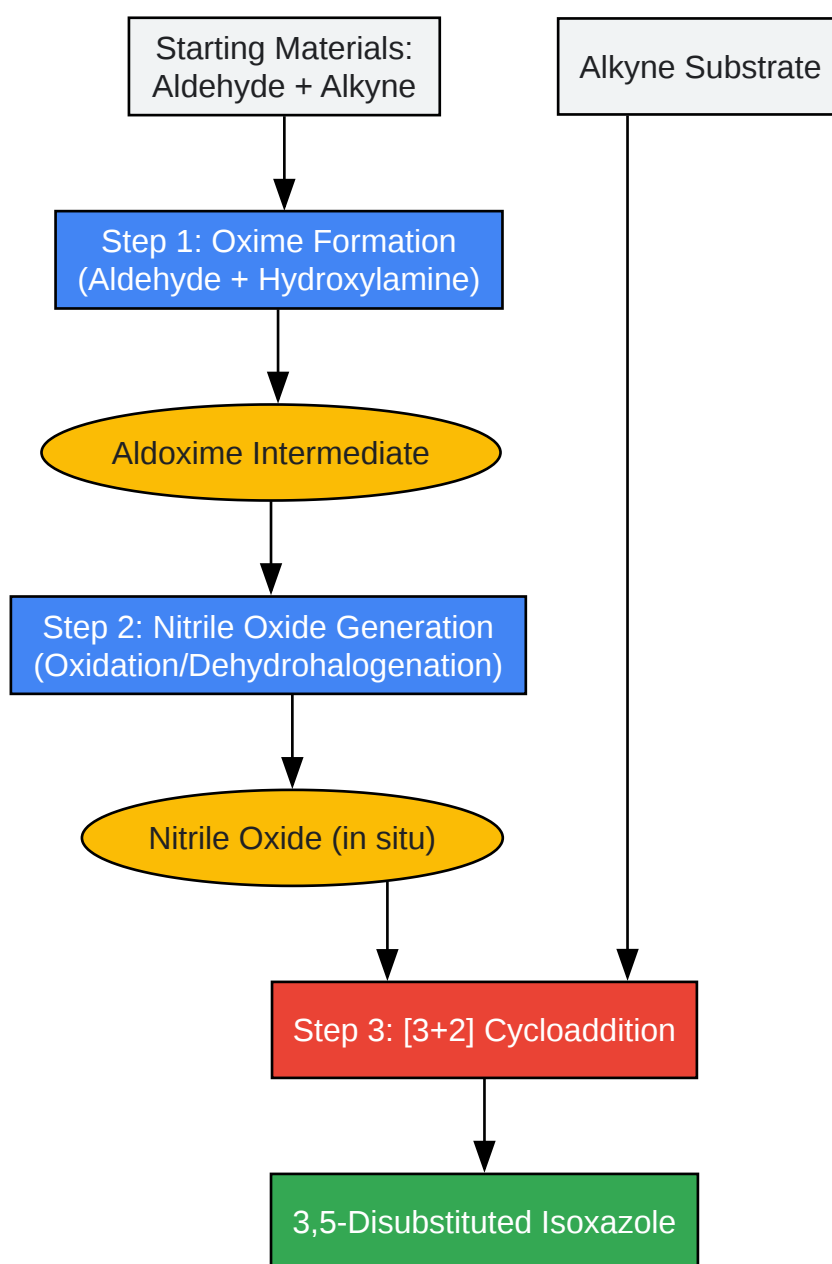 Starting Materials:
Aldehyde + Alkyne
Alkyne Substrate
Step 1: Oxime Formation
(Aldehyde + Hydroxylamine)
Aldoxime Intermediate
Step 2: Nitrile Oxide Generation
(Oxidation/Dehydrohalogenation)
Nitrile Oxide (in situ)
Step 3: [3+2] Cycloaddition
3,5-Disubstituted Isoxazole